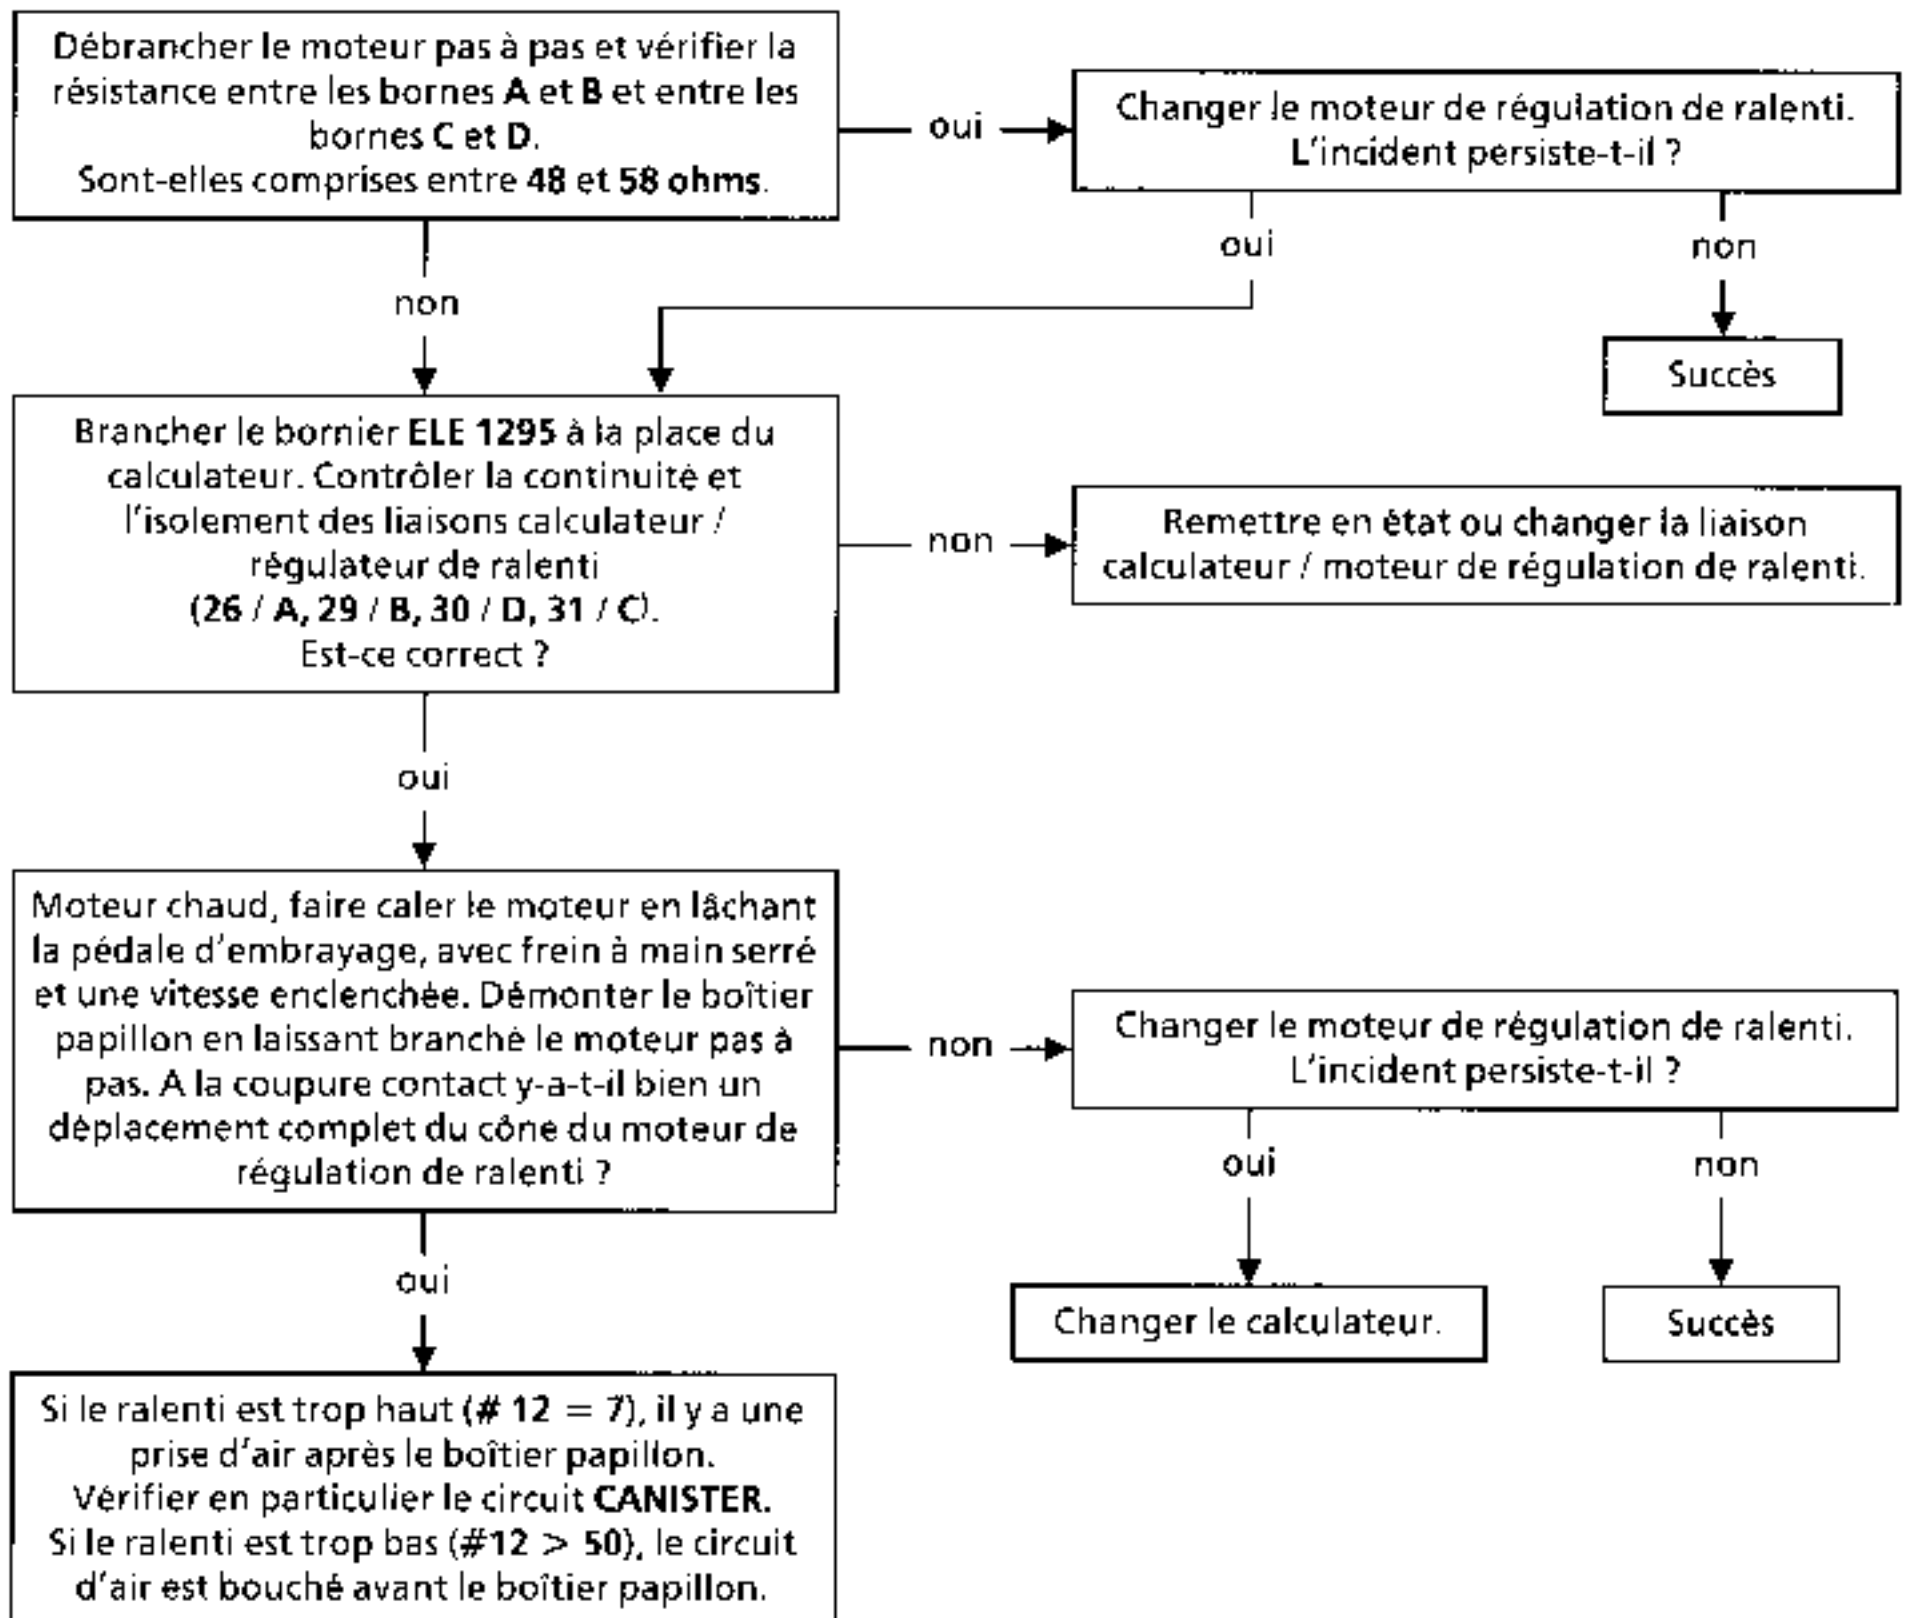 Débrancher le moteur pas à pas et vérifier la
résistance entre les bornes A et B et entre les
bornes C et D.
Sont-elles comprises entre 48 et 58 ohms.
oui
Changer le moteur de régulation de ralenti.
L'incident persiste-t-il ?
non
oui
non
Succès
Brancher le bornier ELE 1295 à la place du
calculateur. Contrôler la continuité et
l'isolement des liaisons calculateur /
régulateur de ralenti
(26 / A, 29 / B, 30 / D, 31 / C).
Est-ce correct ?
non
Remettre en état ou changer la liaison
calculateur / moteur de régulation de ralenti.
oui
Moteur chaud, faire caler le moteur en lâchant
la pédale d'embrayage, avec frein à main serré
et une vitesse enclenchée. Démonter le boîtier
papillon en laissant branché le moteur pas à
pas. A la coupure contact y-a-t-il bien un
déplacement complet du cône du moteur de
régulation de ralenti ?
non
Changer le moteur de régulation de ralenti.
L'incident persiste-t-il ?
oui
oui
non
Changer le calculateur.
Succès
Si le ralenti est trop haut (# 12 = 7), il y a une
prise d'air après le boîtier papillon.
Vérifier en particulier le circuit CANISTER.
Si le ralenti est trop bas (#12 > 50), le circuit
d'air est bouché avant le boîtier papillon.